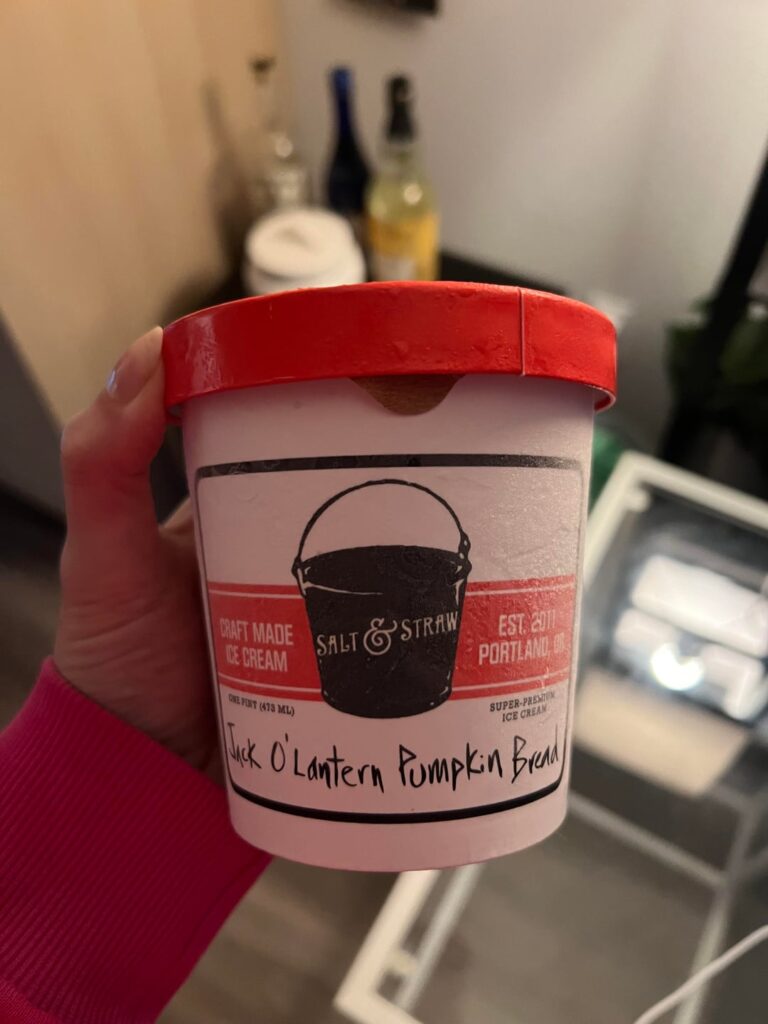 SALT & STRAW
CRAFT MADE
ICE CREAM
EST. 2011
PORTLAND, OR
ONE PINT (473 ML)
SUPER-PREMIUM
ICE CREAM
Jack O'Lantern Pumpkin Bread